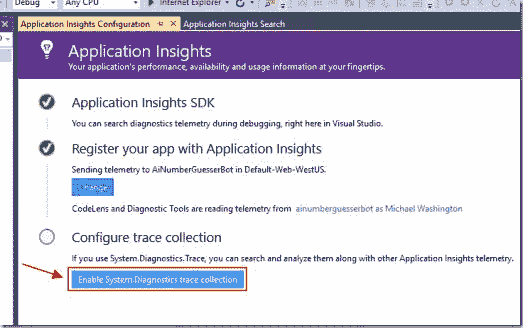 Debug Any CPU Internet Explorer
Application Insights Configuration Application Insights Search
Application Insights
Your application's performance, availability and usage information at your fingertips.
Application Insights SDK
You can search diagnostics telemetry during debugging, right here in Visual Studio.
Register your app with Application Insights
Sending telemetry to AiNumberGuesserBot in Default-Web-WestUS.
CodeLens and Diagnostic Tools are reading telemetry from ainumberguesserbot as Michael Washington
Configure trace collection
If you use System.Diagnostics.Trace, you can search and analyze them along with other Application Insights telemetry.
Enable System.Diagnostics trace collection